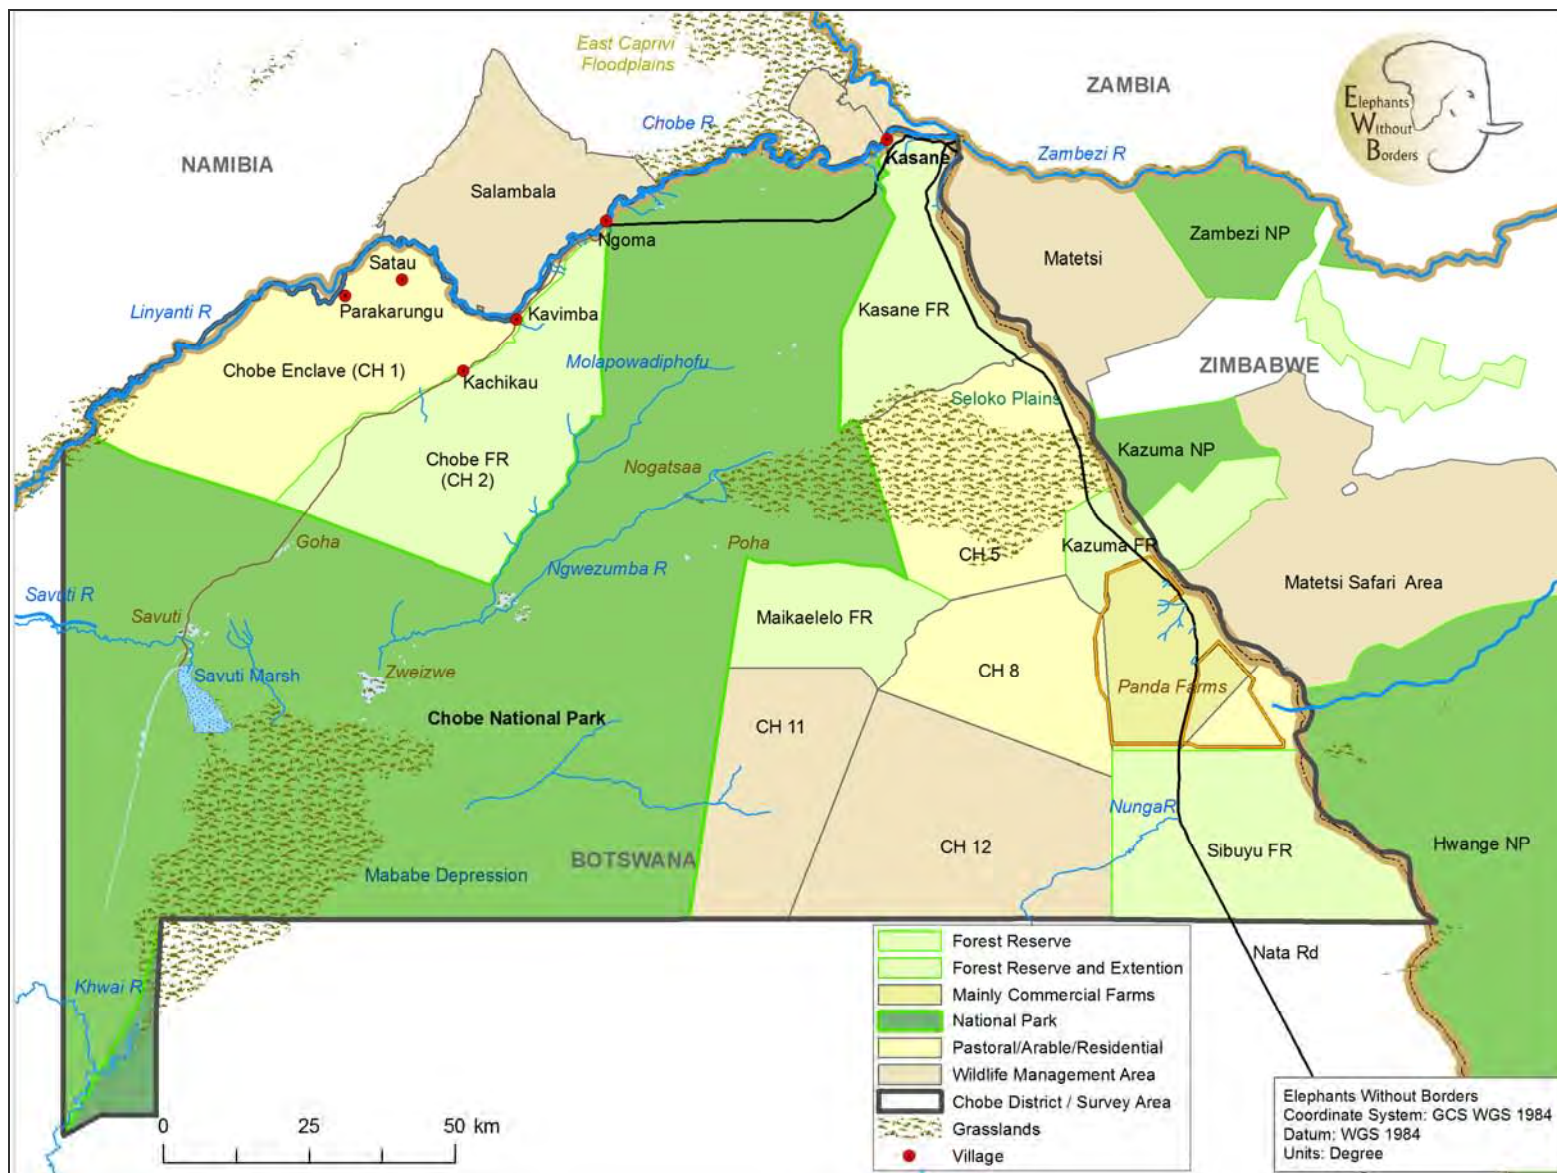 East Caprivi
Floodplains
ZAMBIA
Elephants
Without
Borders
Chobe R
NAMIBIA
Kasane
Zambezi R
Salambala
Ngoma
Zambezi NP
Matetsi
Satau
Parakarungu
Linyanti R
Kavimba
Kasane FR
Chobe Enclave (CH 1)
Kachikau
Molapowadiphofu
ZIMBABWE
Seloko Plains
Chobe FR
(CH 2)
Nogatsaa
Kazuma NP
Goha
Poha
Ngwezumba R
CH 5
Kazuma FR
Matetsi Safari Area
Savuti R
Savuti
Maikaelelo FR
Savuti Marsh
Zweizwe
CH 8
Panda Farms
Chobe National Park
CH 11
Nunga R
BOTSWANA
CH 12
Sibuyu FR
Hwange NP
Mababe Depression
Khwai R
Nata Rd
Forest Reserve
Forest Reserve and Extention
Mainly Commercial Farms
National Park
Pastoral/Arable/Residential
Wildlife Management Area
Chobe District / Survey Area
Grasslands
Village
0 25 50 km
Elephants Without Borders
Coordinate System: GCS WGS 1984
Datum: WGS 1984
Units: Degree